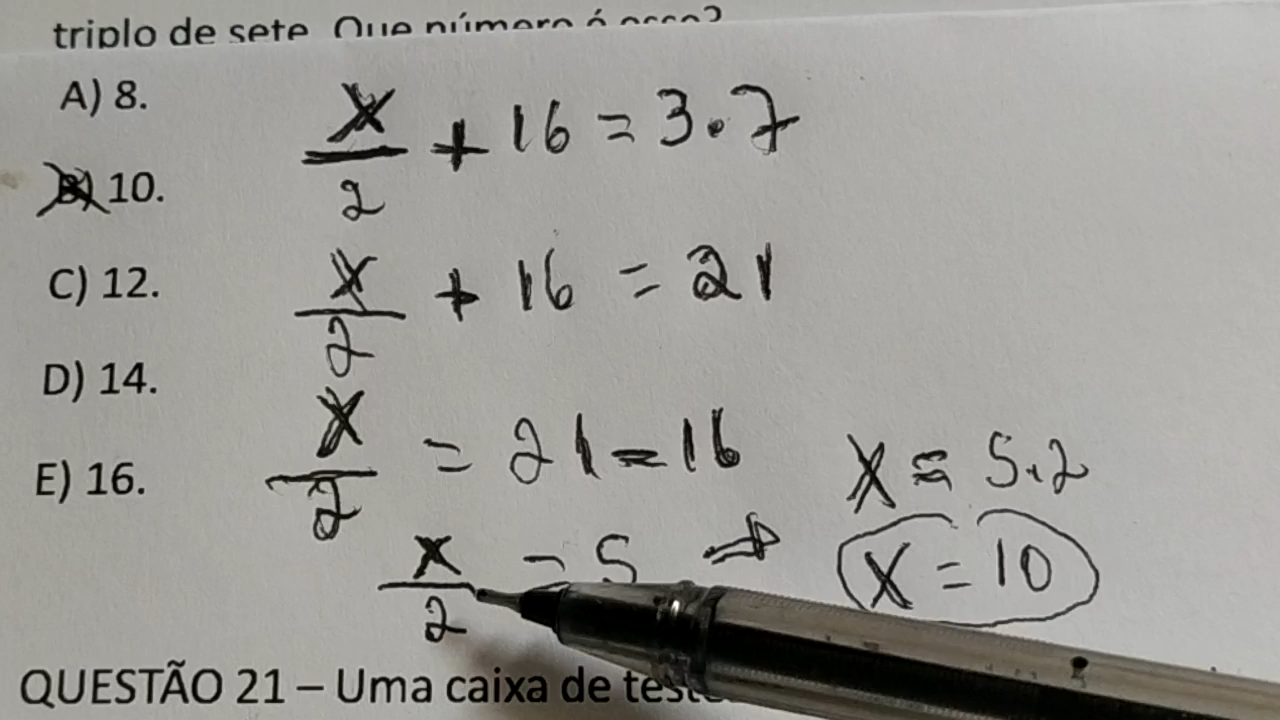 triplo de sete. Que número é esse?
A) 8.
x/2 + 16 = 3.7
B) 10.
C) 12.
x/2 + 16 = 21
D) 14.
x/2 = 21-16
x = 5.2
E) 16.
x/2 = 5 ⇒ x = 10
QUESTÃO 21 – Uma caixa de